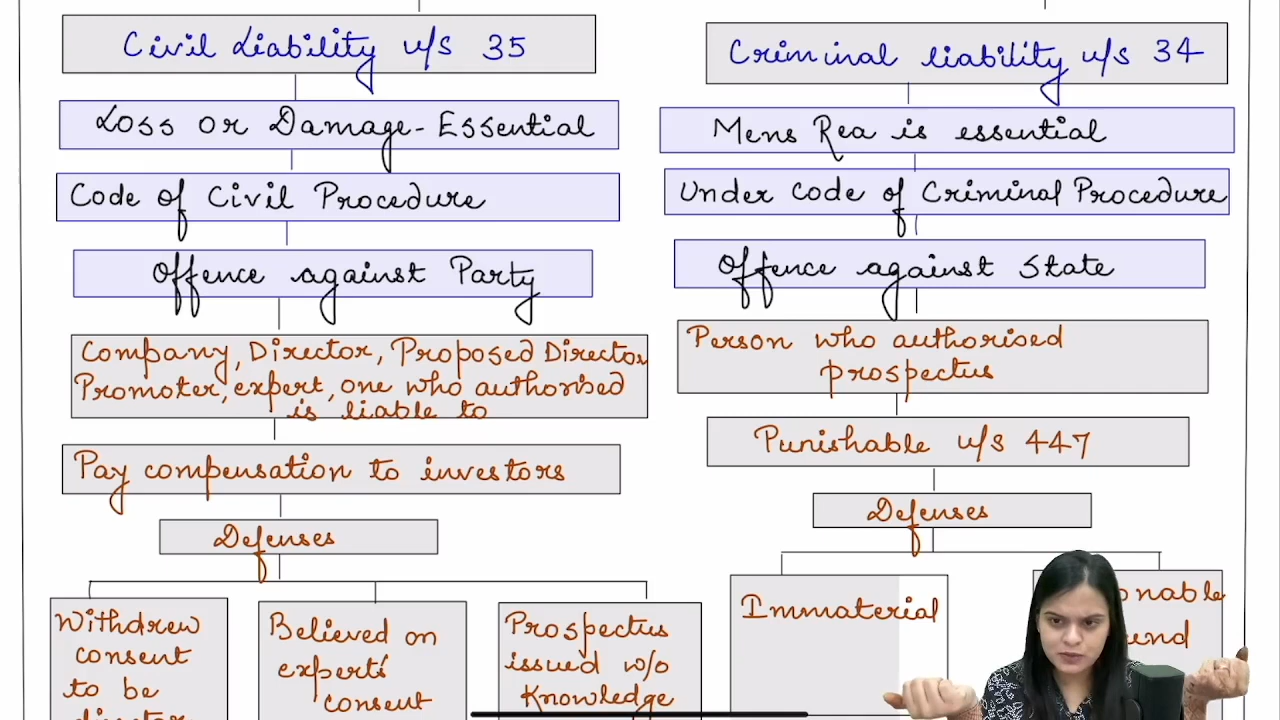 Civil Liability u/s 35
Loss or Damage - Essential
Code of Civil Procedure
Offence against Party
Company, Director, Proposed Director
Promoter, expert, one who authorised
is liable to
Pay compensation to investors
Defenses
Withdrew
consent
to be
Believed on
experts'
consent
Prospectus
issued w/o
Knowledge
Criminal liability u/s 34
Mens Rea is essential
Under Code of Criminal Procedure
Offence against State
Person who authorised
prospectus
Punishable u/s 447
Defenses
Immaterial